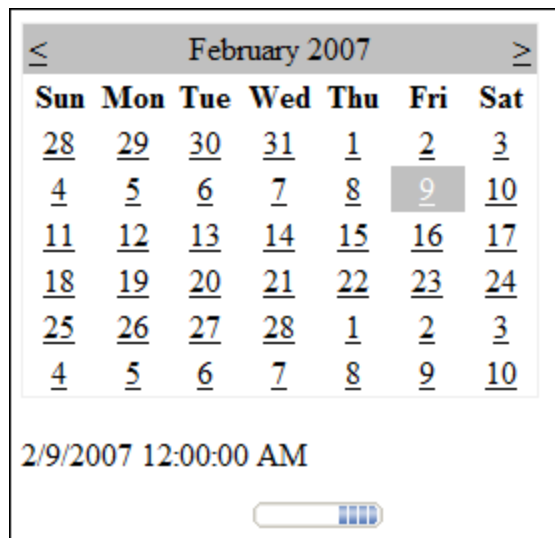 < February 2007 >
Sun Mon Tue Wed Thu Fri Sat
28 29 30 31 1 2 3
4 5 6 7 8 9 10
11 12 13 14 15 16 17
18 19 20 21 22 23 24
25 26 27 28 1 2 3
4 5 6 7 8 9 10
2/9/2007 12:00:00 AM